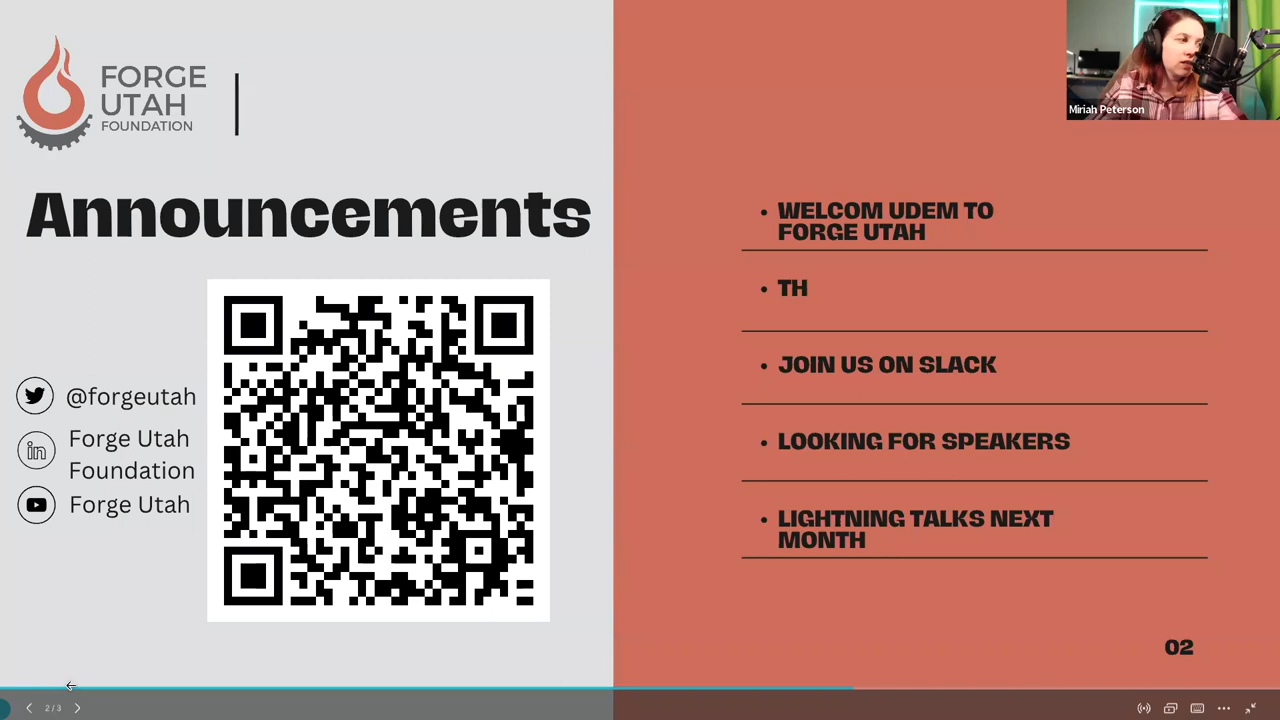 FORGE
UTAH
FOUNDATION
Announcements
@forgeutah
Forge Utah
Foundation
Forge Utah
• WELCOM UDEM TO
FORGE UTAH
• TH
• JOIN US ON SLACK
• LOOKING FOR SPEAKERS
• LIGHTNING TALKS NEXT
MONTH
02
Miriah Peterson
2 / 3